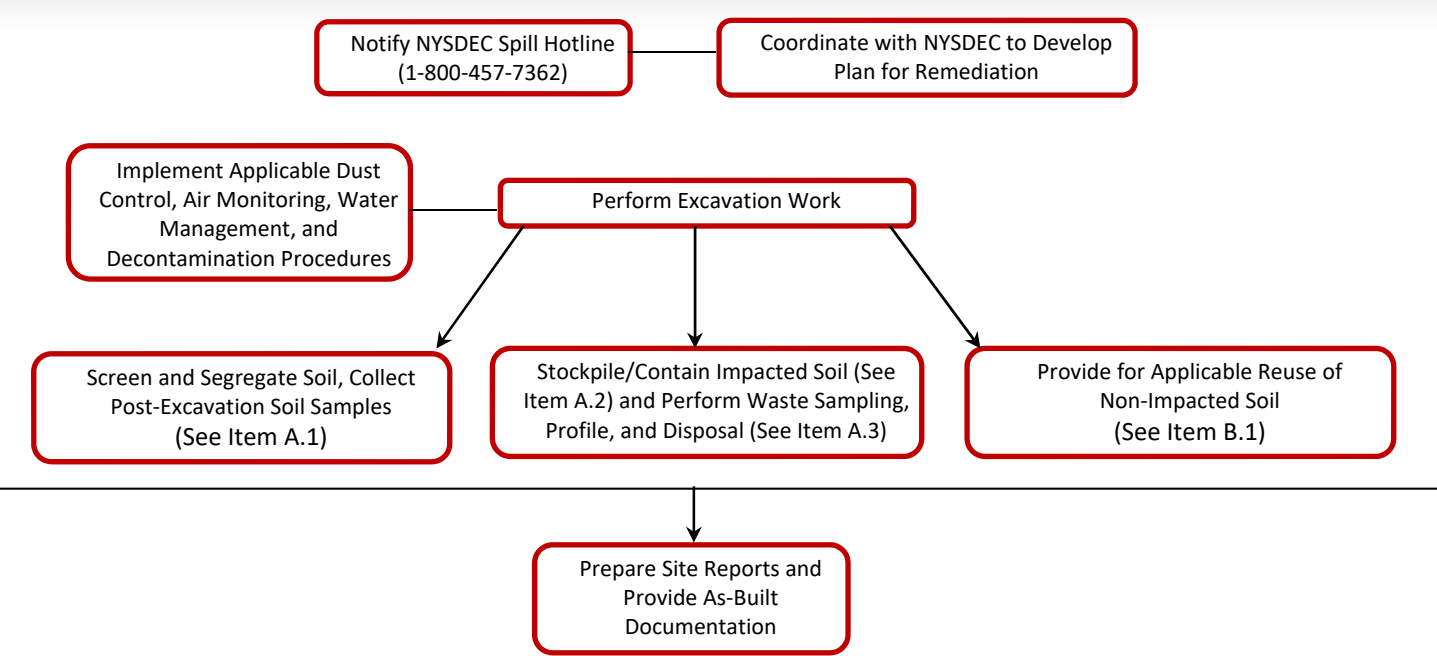 Notify NYSDEC Spill Hotline
(1-800-457-7362)
Coordinate with NYSDEC to Develop
Plan for Remediation
Implement Applicable Dust
Control, Air Monitoring, Water
Management, and
Decontamination Procedures
Perform Excavation Work
Screen and Segregate Soil, Collect
Post-Excavation Soil Samples
(See Item A.1)
Stockpile/Contain Impacted Soil (See
Item A.2) and Perform Waste Sampling,
Profile, and Disposal (See Item A.3)
Provide for Applicable Reuse of
Non-Impacted Soil
(See Item B.1)
Prepare Site Reports and
Provide As-Built
Documentation